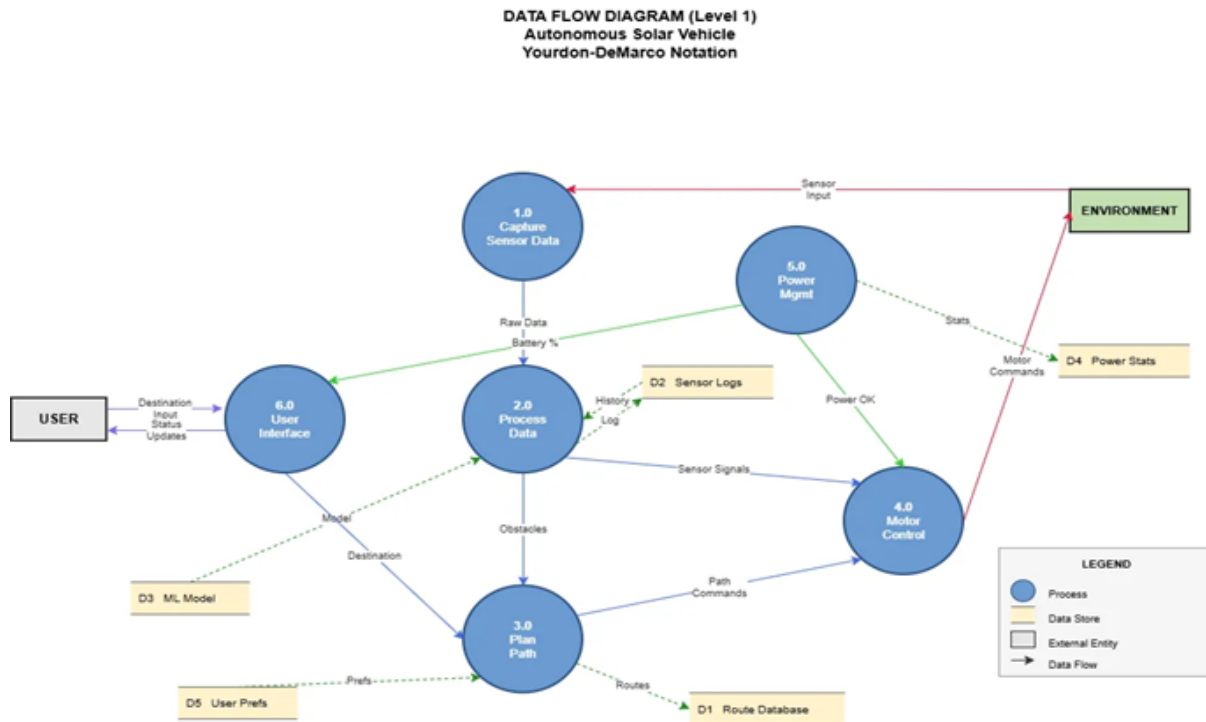 DATA FLOW DIAGRAM (Level 1)
Autonomous Solar Vehicle
Yourdon-DeMarco Notation
Sensor
Input
ENVIRONMENT
1.0
Capture
Sensor Data
5.0
Power
Mgmt
Raw Data
Battery %
Stats
D4 Power Stats
Motor
Commands
D2 Sensor Logs
History
Log
Power OK
USER
Destination
Input
Status
Updates
6.0
User
Interface
2.0
Process
Data
Sensor Signals
4.0
Motor
Control
Model
Obstacles
Destination
D3 ML Model
Path
Commands
3.0
Plan
Path
Prefs
Routes
D5 User Prefs
D1 Route Database
LEGEND
Process
Data Store
External Entity
Data Flow